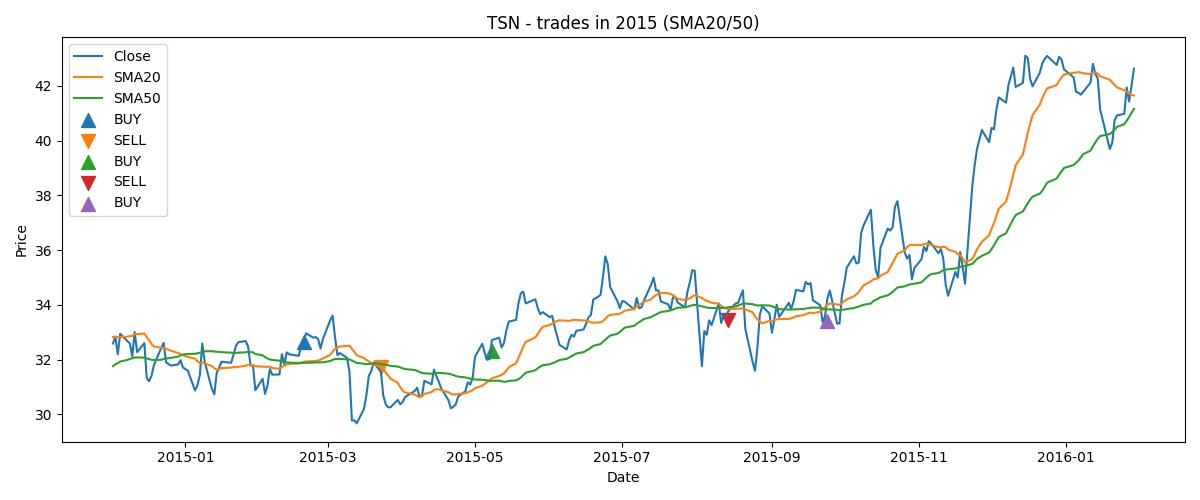 TSN - trades in 2015 (SMA20/50)
Close
SMA20
SMA50
BUY
SELL
BUY
SELL
BUY
Price
42
40
38
36
34
32
30
2015-01
2015-03
2015-05
2015-07
2015-09
2015-11
2016-01
Date